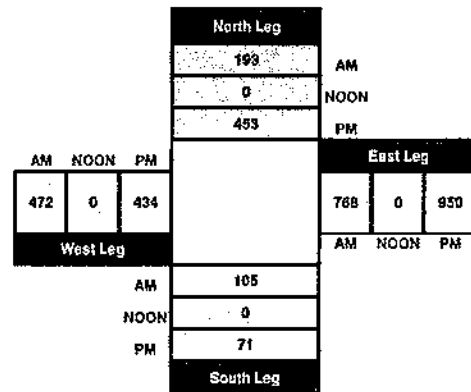 North Leg
193 AM
0 NOON
453 PM
AM NOON PM East Leg
472 0 434 768 0 930
West Leg AM NOON PM
AM 105
NOON 0
PM 71
South Leg